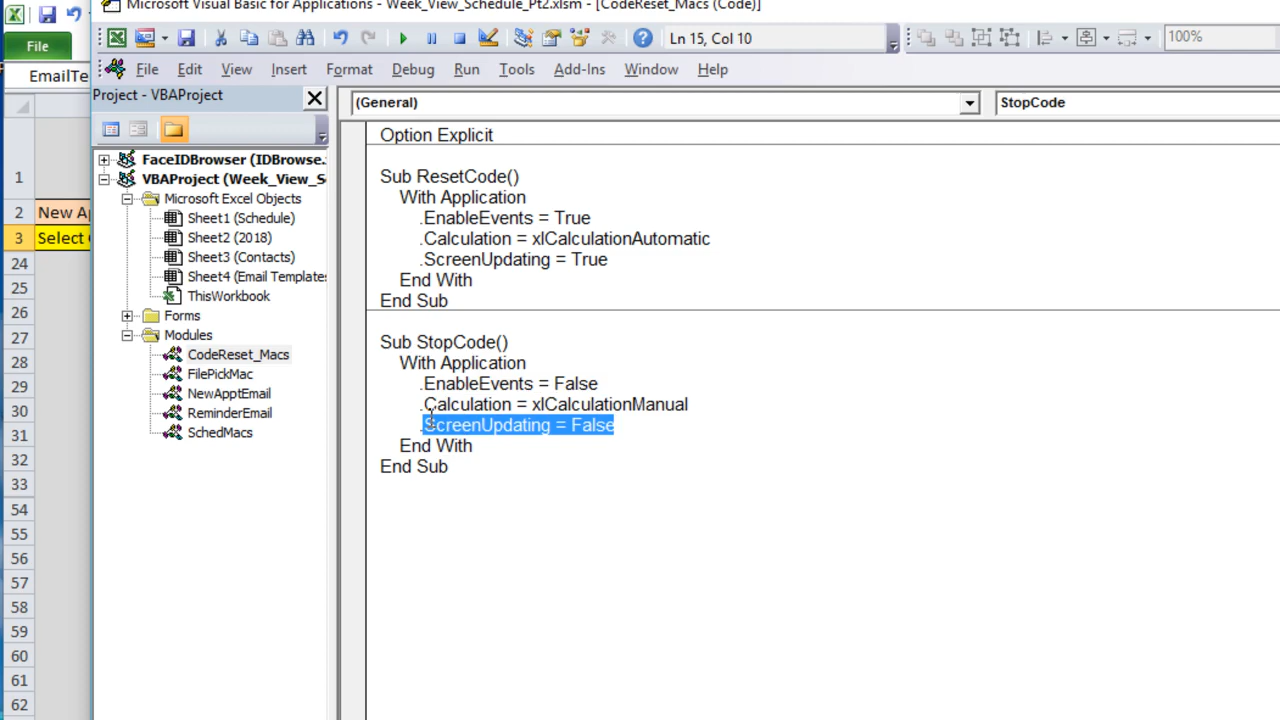 Microsoft Visual Basic for Applications - Week_View_Schedule_Pt2.xlsm - [CodeReset_Macs (Code)]
File
Ln 15, Col 10
100%
EmailTe
File Edit View Insert Format Debug Run Tools Add-Ins Window Help
Project - VBAProject
(General)
StopCode
Option Explicit
FaceIDBrowser (IDBrowse.
VBAProject (Week_View_S
Microsoft Excel Objects
Sheet1 (Schedule)
Sheet2 (2018)
Sheet3 (Contacts)
Sheet4 (Email Templates
ThisWorkbook
Forms
Modules
CodeReset_Macs
FilePickMac
NewApptEmail
ReminderEmail
SchedMacs
Sub ResetCode()
With Application
.EnableEvents = True
.Calculation = xlCalculationAutomatic
.ScreenUpdating = True
End With
End Sub
Sub StopCode()
With Application
.EnableEvents = False
.Calculation = xlCalculationManual
.ScreenUpdating = False
End With
End Sub
1
2 New Ap
3 Select
24
25
26
27
28
29
30
31
32
33
54
55
56
57
58
59
60
61
62